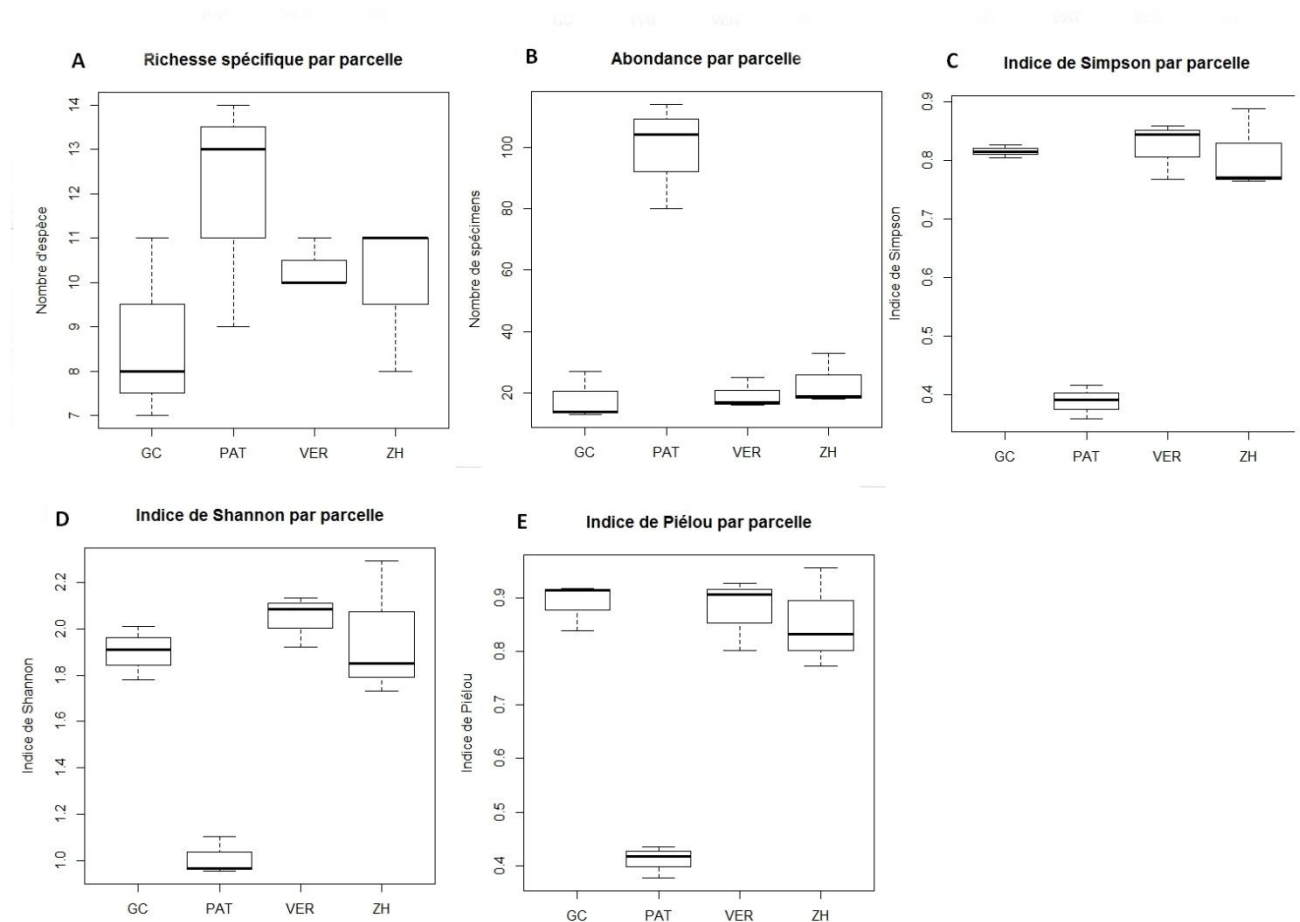 A Richesse spécifique par parcelle
Nombre d'espèce
14
13
12
11
10
9
8
7
GC PAT VER ZH
B Abondance par parcelle
Nombre de spécimens
100
80
60
40
20
GC PAT VER ZH
C Indice de Simpson par parcelle
Indice de Simpson
0.9
0.8
0.7
0.6
0.5
0.4
GC PAT VER ZH
D Indice de Shannon par parcelle
Indice de Shannon
2.2
2.0
1.8
1.6
1.4
1.2
1.0
GC PAT VER ZH
E Indice de Piélou par parcelle
Indice de Piélou
0.9
0.8
0.7
0.6
0.5
0.4
GC PAT VER ZH